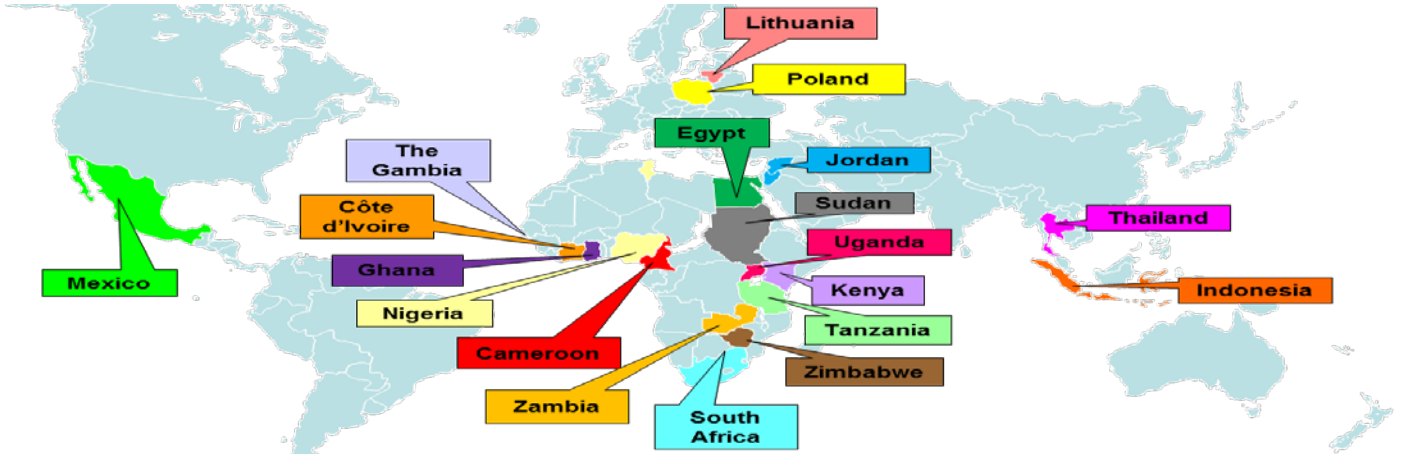 Lithuania
Poland
Egypt
The
Gambia
Jordan
Côte
d'Ivoire
Sudan
Thailand
Uganda
Ghana
Mexico
Kenya
Indonesia
Nigeria
Tanzania
Cameroon
Zimbabwe
Zambia
South
Africa